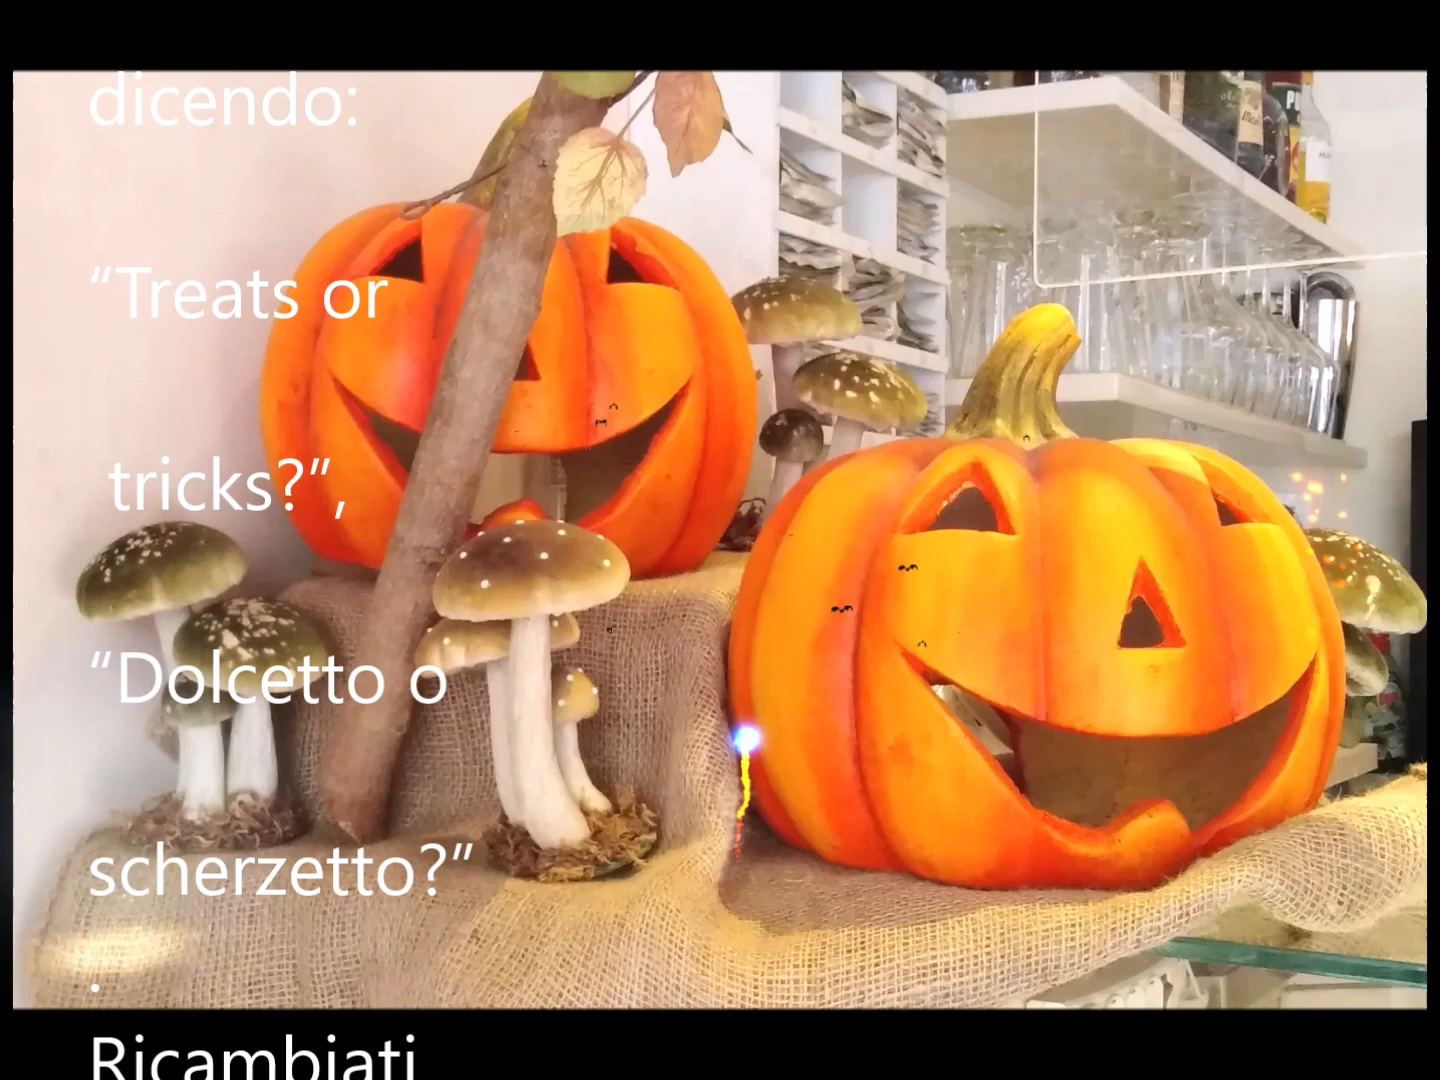 dicendo:
“Treats or
tricks?”,
“Dolcetto o
scherzetto?”
.
Ricambiati